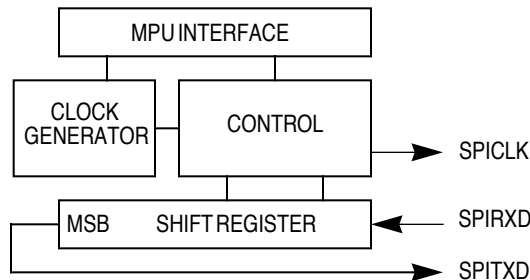 MPU INTERFACE
CLOCK
GENERATOR
CONTROL
SPICLK
MSB SHIFT REGISTER
SPIRXD
SPITXD